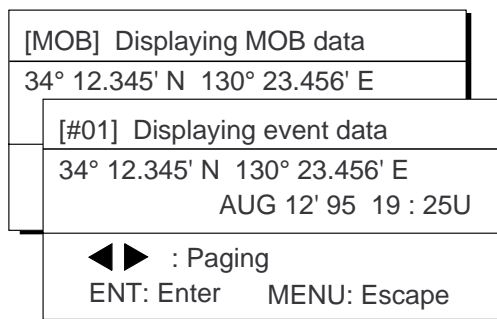 [MOB] Displaying MOB data
34° 12.345' N 130° 23.456' E
[#01] Displaying event data
34° 12.345' N 130° 23.456' E
AUG 12' 95 19 : 25U
◀ ▶ : Paging
ENT: Enter MENU: Escape